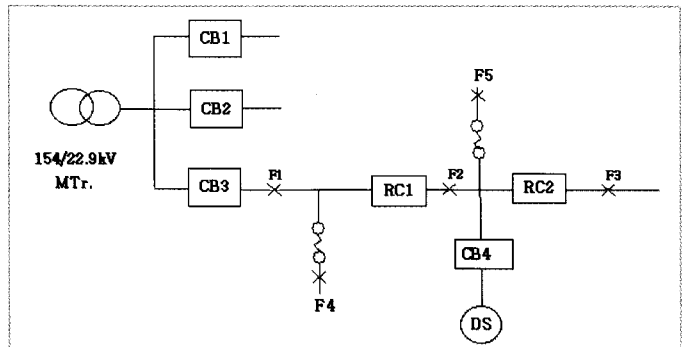 CB1
F5
CB2
154/22.9kV
MTr.
CB3
F1
RC1
F2
RC2
F3
CB4
F4
DS